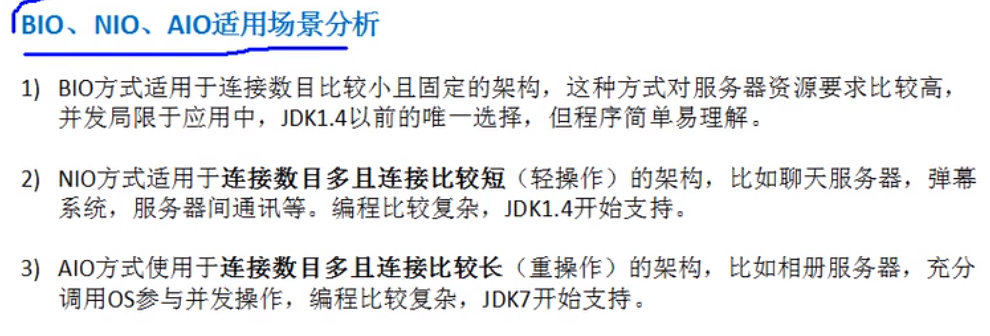 BIO、NIO、AIO适用场景分析
1) BIO方式适用于连接数目比较小且固定的架构，这种方式对服务器资源要求比较高，
并发局限于应用中，JDK1.4以前的唯一选择，但程序简单易理解。
2) NIO方式适用于连接数目多且连接比较短（轻操作）的架构，比如聊天服务器，弹幕
系统，服务器间通讯等。编程比较复杂，JDK1.4开始支持。
3) AIO方式使用于连接数目多且连接比较长（重操作）的架构，比如相册服务器，充分
调用OS参与并发操作，编程比较复杂，JDK7开始支持。